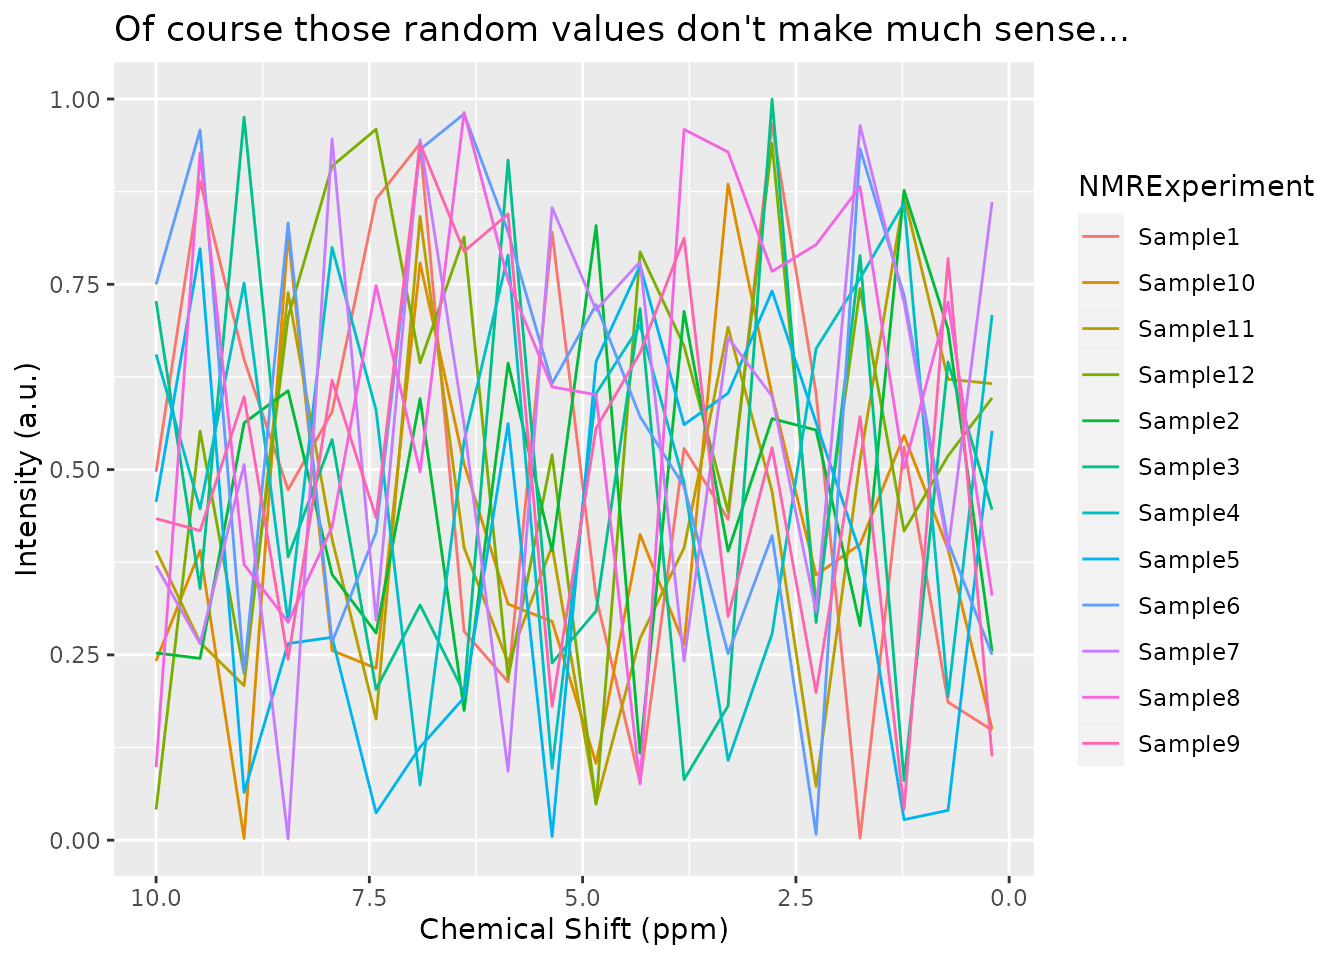 Of course those random values don't make much sense...
Intensity (a.u.)
1.00
0.75
0.50
0.25
0.00
10.0
7.5
5.0
2.5
0.0
Chemical Shift (ppm)
NMRExperiment
Sample1
Sample10
Sample11
Sample12
Sample2
Sample3
Sample4
Sample5
Sample6
Sample7
Sample8
Sample9